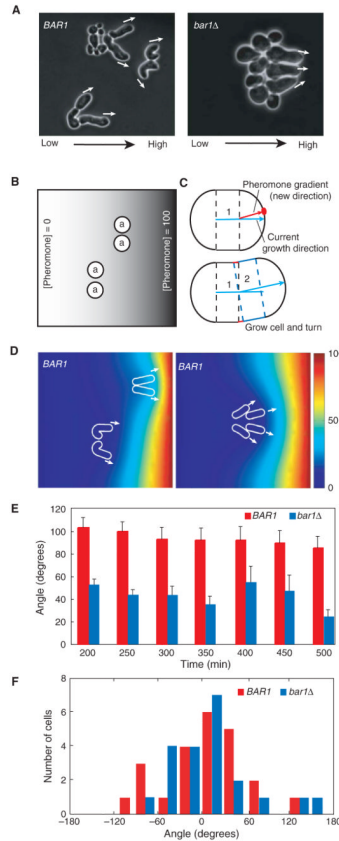 A
BAR1
bar1Δ
Low
High
Low
High
B
[Pheromone] = 0
a
a
a
a
[Pheromone] = 100
C
1
Pheromone gradient
(new direction)
Current
growth direction
1
2
Grow cell and turn
D
BAR1
BAR1
10
50
0
E
BAR1
bar1Δ
Angle (degrees)
120
100
80
60
40
20
0
200
250
300
350
400
450
500
Time (min)
F
BAR1
bar1Δ
Number of cells
8
6
4
2
0
–180
–120
–60
0
60
120
180
Angle (degrees)